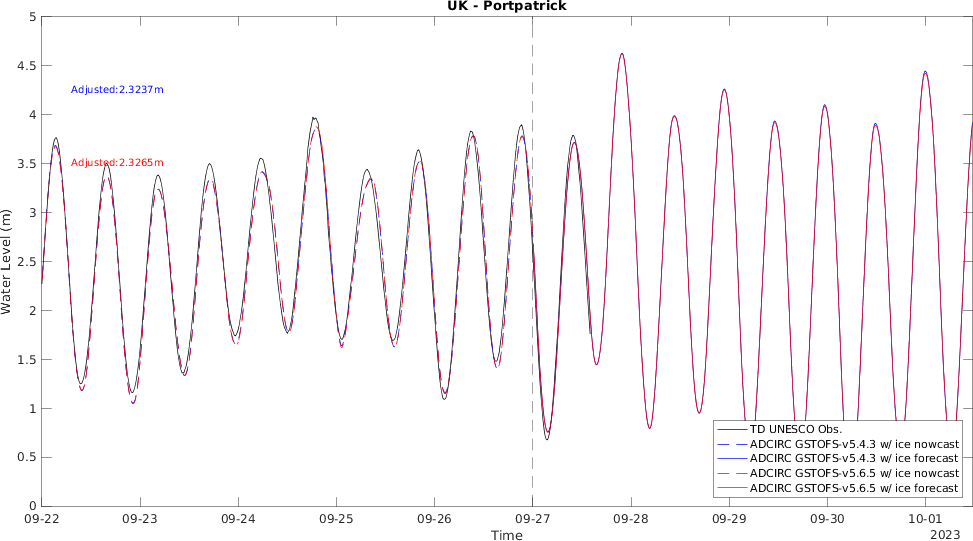 UK - Portpatrick
5
4.5
4
3.5
3
2.5
2
1.5
1
0.5
0
Water Level (m)
Adjusted:2.3237m
Adjusted:2.3265m
TD UNESCO Obs.
ADCIRC GSTOFS-v5.4.3 w/ ice nowcast
ADCIRC GSTOFS-v5.4.3 w/ ice forecast
ADCIRC GSTOFS-v5.6.5 w/ ice nowcast
ADCIRC GSTOFS-v5.6.5 w/ ice forecast
09-22 09-23 09-24 09-25 09-26 09-27 09-28 09-29 09-30 10-01
Time
2023